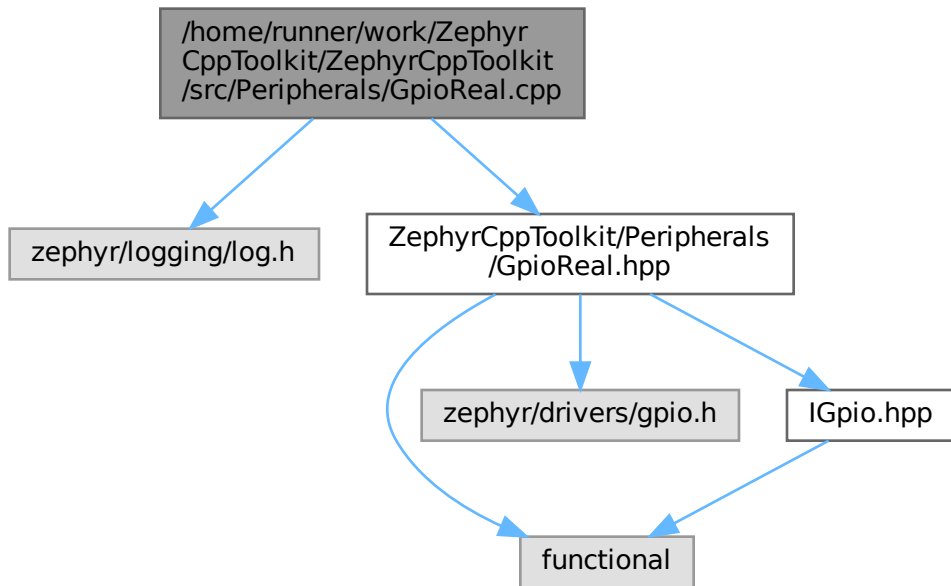 /home/runner/work/Zephyr
CppToolkit/ZephyrCppToolkit
/src/Peripherals/GpioReal.cpp
zephyr/logging/log.h
ZephyrCppToolkit/Peripherals
/GpioReal.hpp
zephyr/drivers/gpio.h
IGpio.hpp
functional